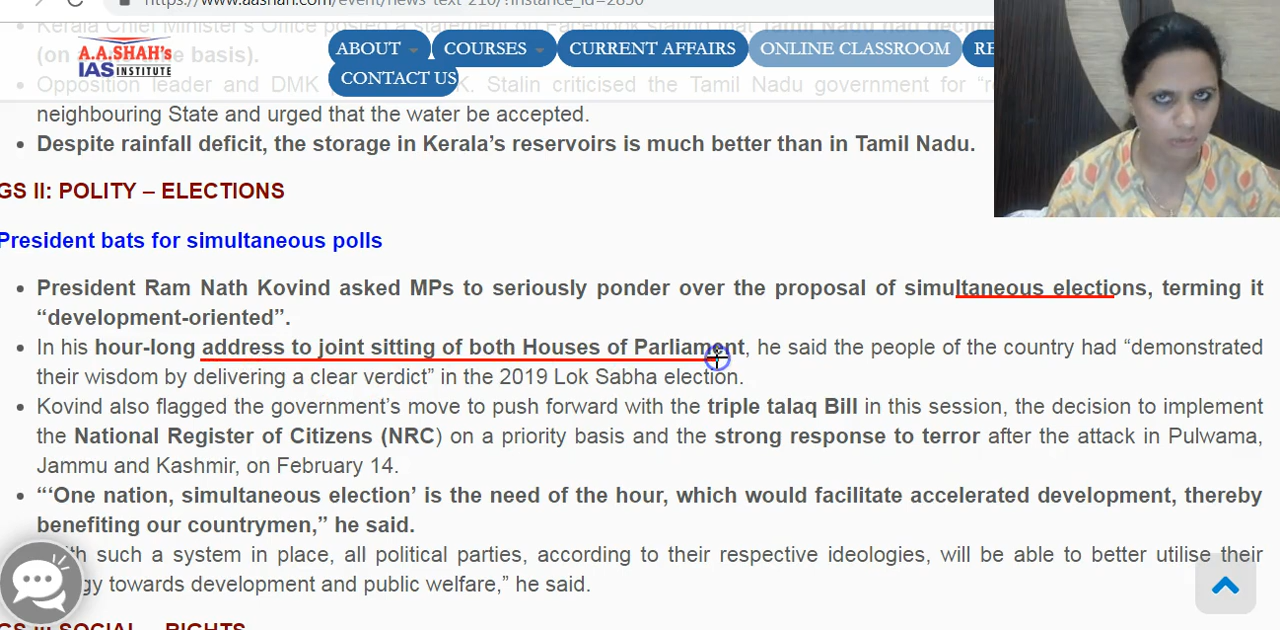 https://www.aashah.com/event/news-text-210/?instance_id=2850
Kerala Chief Minister's Office posted a statement on Facebook stating that Tamil Nadu had declin
A.A.SHAH'S
IAS INSTITUTE
ABOUT
COURSES
CURRENT AFFAIRS
ONLINE CLASSROOM
RE
CONTACT US
(on basis).
Opposition leader and DMK K. Stalin criticised the Tamil Nadu government for
neighbouring State and urged that the water be accepted.
Despite rainfall deficit, the storage in Kerala's reservoirs is much better than in Tamil Nadu.
GS II: POLITY – ELECTIONS
President bats for simultaneous polls
President Ram Nath Kovind asked MPs to seriously ponder over the proposal of simultaneous elections, terming it
“development-oriented”.
In his hour-long address to joint sitting of both Houses of Parliament, he said the people of the country had “demonstrated
their wisdom by delivering a clear verdict” in the 2019 Lok Sabha election.
Kovind also flagged the government’s move to push forward with the triple talaq Bill in this session, the decision to implement
the National Register of Citizens (NRC) on a priority basis and the strong response to terror after the attack in Pulwama,
Jammu and Kashmir, on February 14.
“‘One nation, simultaneous election’ is the need of the hour, which would facilitate accelerated development, thereby
benefiting our countrymen,” he said.
such a system in place, all political parties, according to their respective ideologies, will be able to better utilise their
towards development and public welfare,” he said.